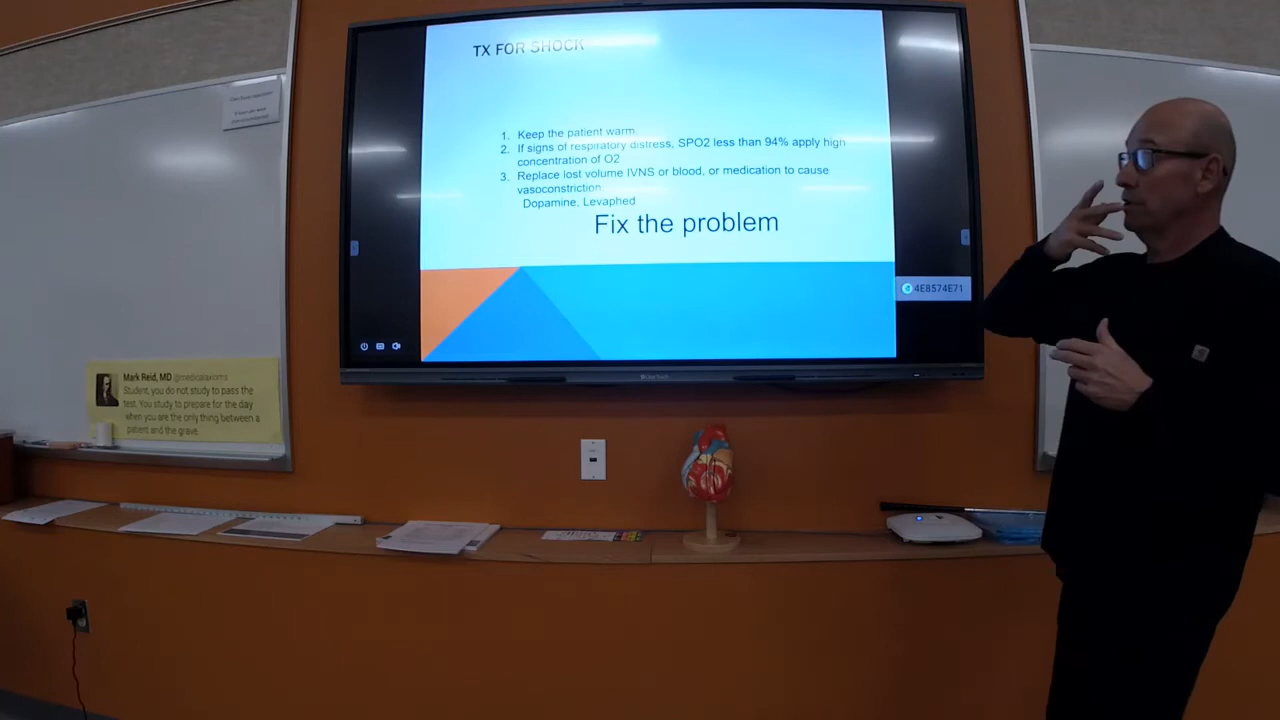 TX FOR SHOCK
1. Keep the patient warm.
2. If signs of respiratory distress, SPO2 less than 94% apply high
concentration of O2
3. Replace lost volume IVNS or blood, or medication to cause
vasoconstriction.
Dopamine, Levaphed
Fix the problem
4E8574E71
Mark Reid, MD @medicalaxioms
Student, you do not study to pass the
test. You study to prepare for the day
when you are the only thing between a
patient and the grave.